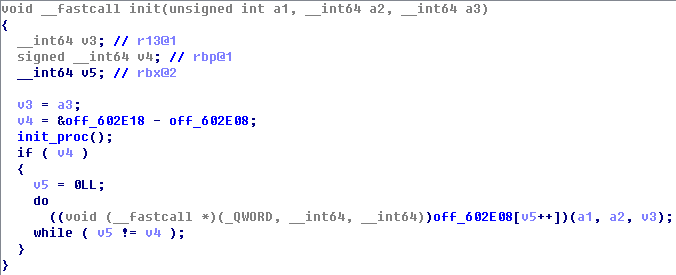 void __fastcall init(unsigned int a1, __int64 a2, __int64 a3)
{
  __int64 v3; // r13@1
  signed __int64 v4; // rbp@1
  __int64 v5; // rbx@2

  v3 = a3;
  v4 = &off_602E18 - off_602E08;
  init_proc();
  if ( v4 )
  {
    v5 = 0LL;
    do
      ((void (__fastcall *)(_QWORD, __int64, __int64))off_602E08[v5++])(a1, a2, v3);
    while ( v5 != v4 );
  }
}